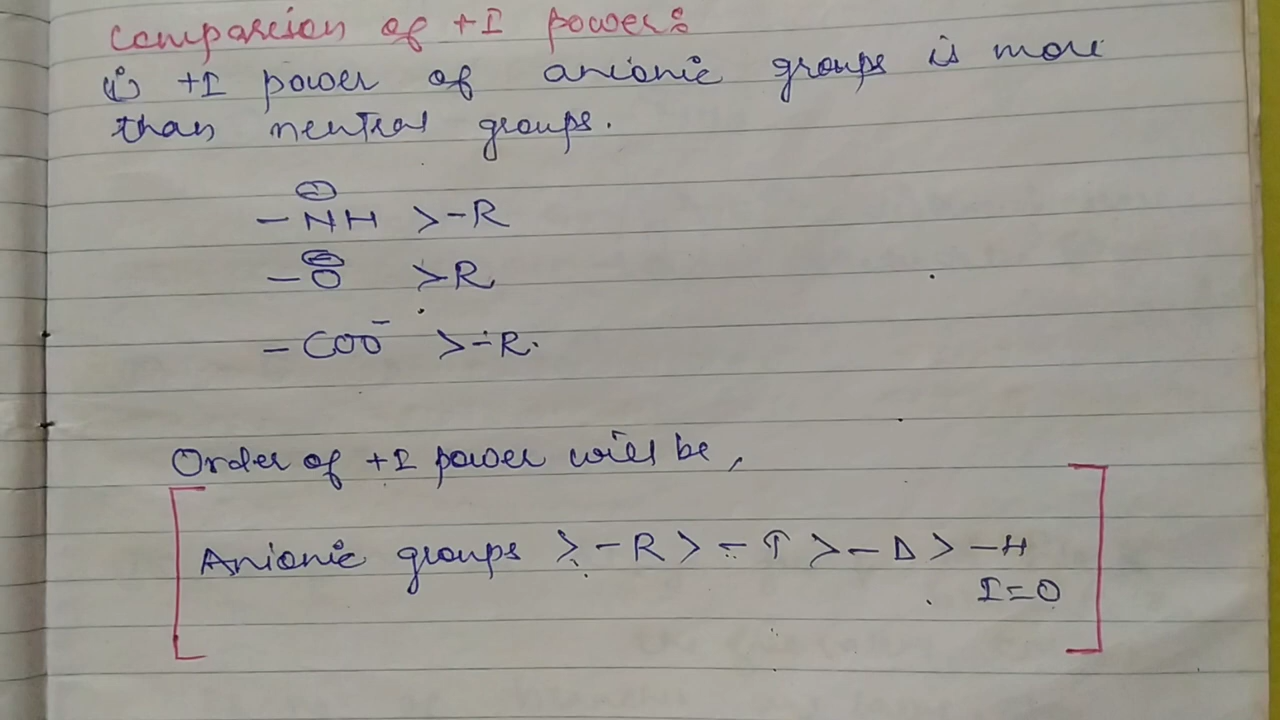 Comparsion of +I power:
(i) +I power of anionic groups is more
than neutral groups.
⊖
– NH > –R
⊖
– O > R
– COO⁻ > –R.
Order of +I power will be,
Anionic groups > –R > – T > – D > – H
I=0